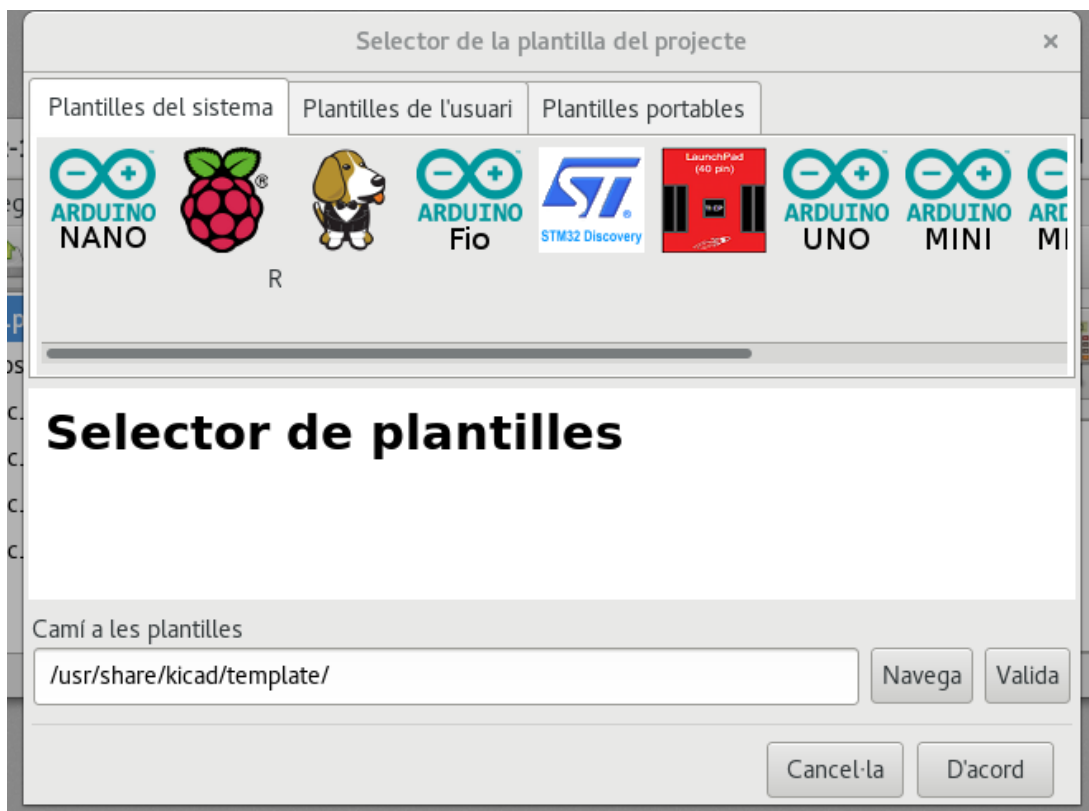 Selector de la plantilla del projecte
Plantilles del sistema
Plantilles de l'usuari
Plantilles portables
ARDUINO
NANO
®
ARDUINO
Fio
STM32 Discovery
LaunchPad
(40 pin)
ARDUINO
UNO
ARDUINO
MINI
R
Selector de plantilles
Camí a les plantilles
/usr/share/kicad/template/
Navega
Valida
Cancel·la
D'acord